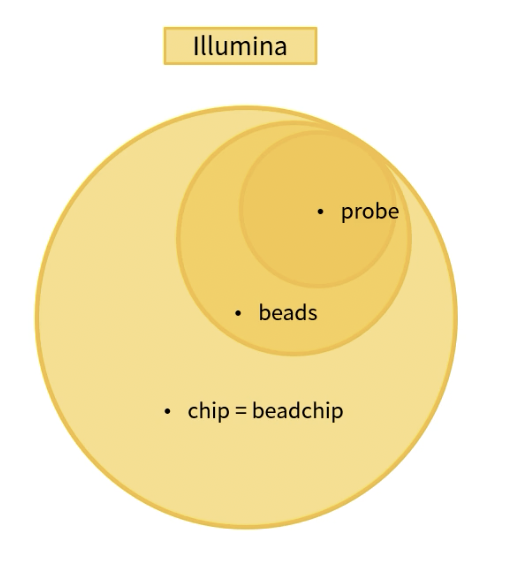 Illumina
• probe
• beads
• chip = beadchip